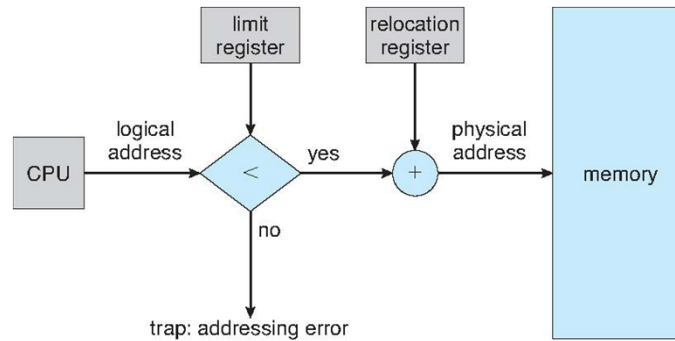 limit
register
relocation
register
logical
address
physical
address
CPU
<
yes
+
memory
no
trap: addressing error